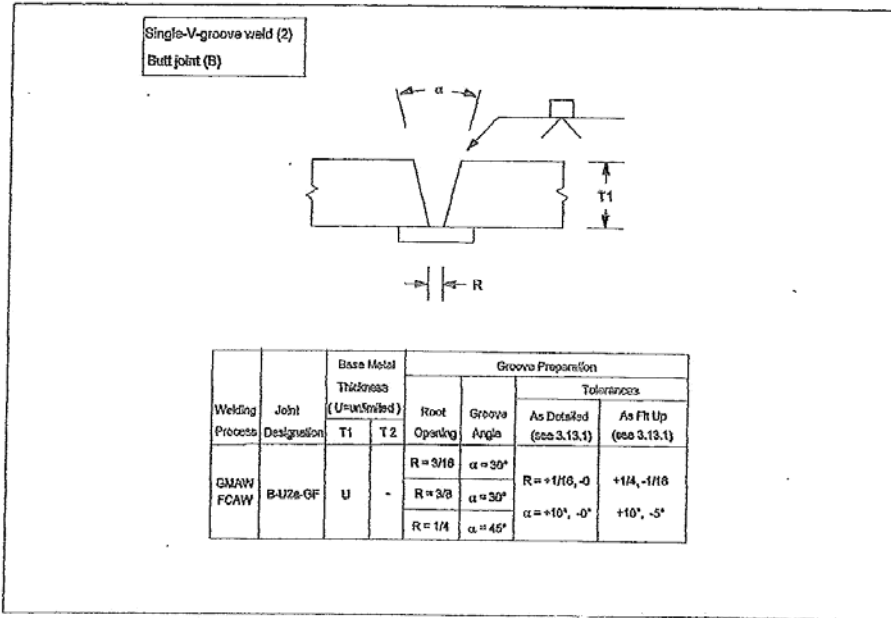 Single-V-groove weld (2)
Butt joint (B)
α
T1
R
Base Metal
Thickness
(U=unlimited)
Groove Preparation
Tolerances
Welding
Process
Joint
Designation
T1
T2
Root
Opening
Groove
Angle
As Detailed
(see 3.13.1)
As Fit Up
(see 3.13.1)
GMAW
FCAW
B-U2a-GF
U
-
R = 3/16
α = 30°
R = 3/8
α = 30°
R = 1/4
α = 45°
R = +1/16, -0
α = +10°, -0°
+1/4, -1/16
+10°, -5°